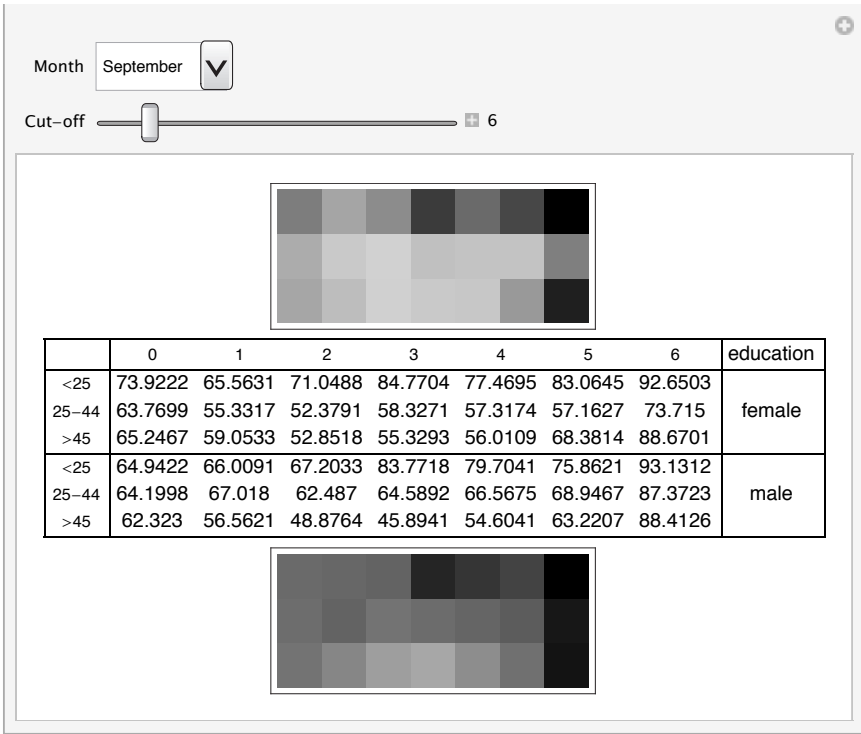 Month September
Cut−off 6
0 1 2 3 4 5 6 education
<25 73.9222 65.5631 71.0488 84.7704 77.4695 83.0645 92.6503
25−44 63.7699 55.3317 52.3791 58.3271 57.3174 57.1627 73.715 female
>45 65.2467 59.0533 52.8518 55.3293 56.0109 68.3814 88.6701
<25 64.9422 66.0091 67.2033 83.7718 79.7041 75.8621 93.1312
25−44 64.1998 67.018 62.487 64.5892 66.5675 68.9467 87.3723 male
>45 62.323 56.5621 48.8764 45.8941 54.6041 63.2207 88.4126